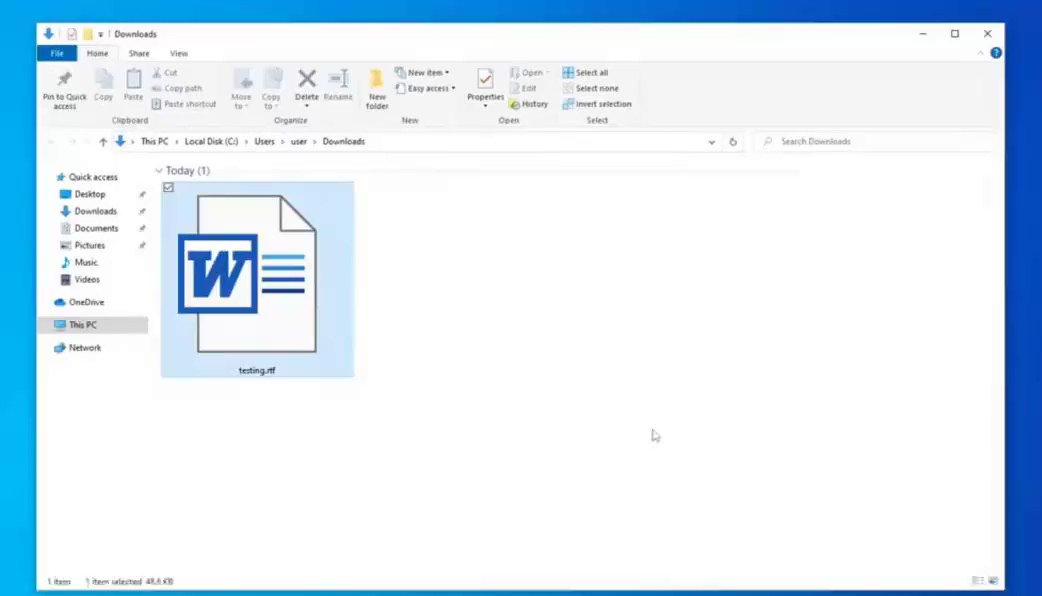 Downloads
File Home Share View
Pin to Quick access
Copy
Paste
Cut
Copy path
Paste shortcut
Clipboard
Move to
Copy to
Delete
Rename
Organize
New folder
New item
Easy access
New
Properties
Open
Edit
History
Open
Select all
Select none
Invert selection
Select
This PC > Local Disk (C:) > Users > user > Downloads
Search Downloads
Quick access
Desktop
Downloads
Documents
Pictures
Music
Videos
OneDrive
This PC
Network
Today (1)
W
testing.rtf
1 item 1 item selected 48.6 KB